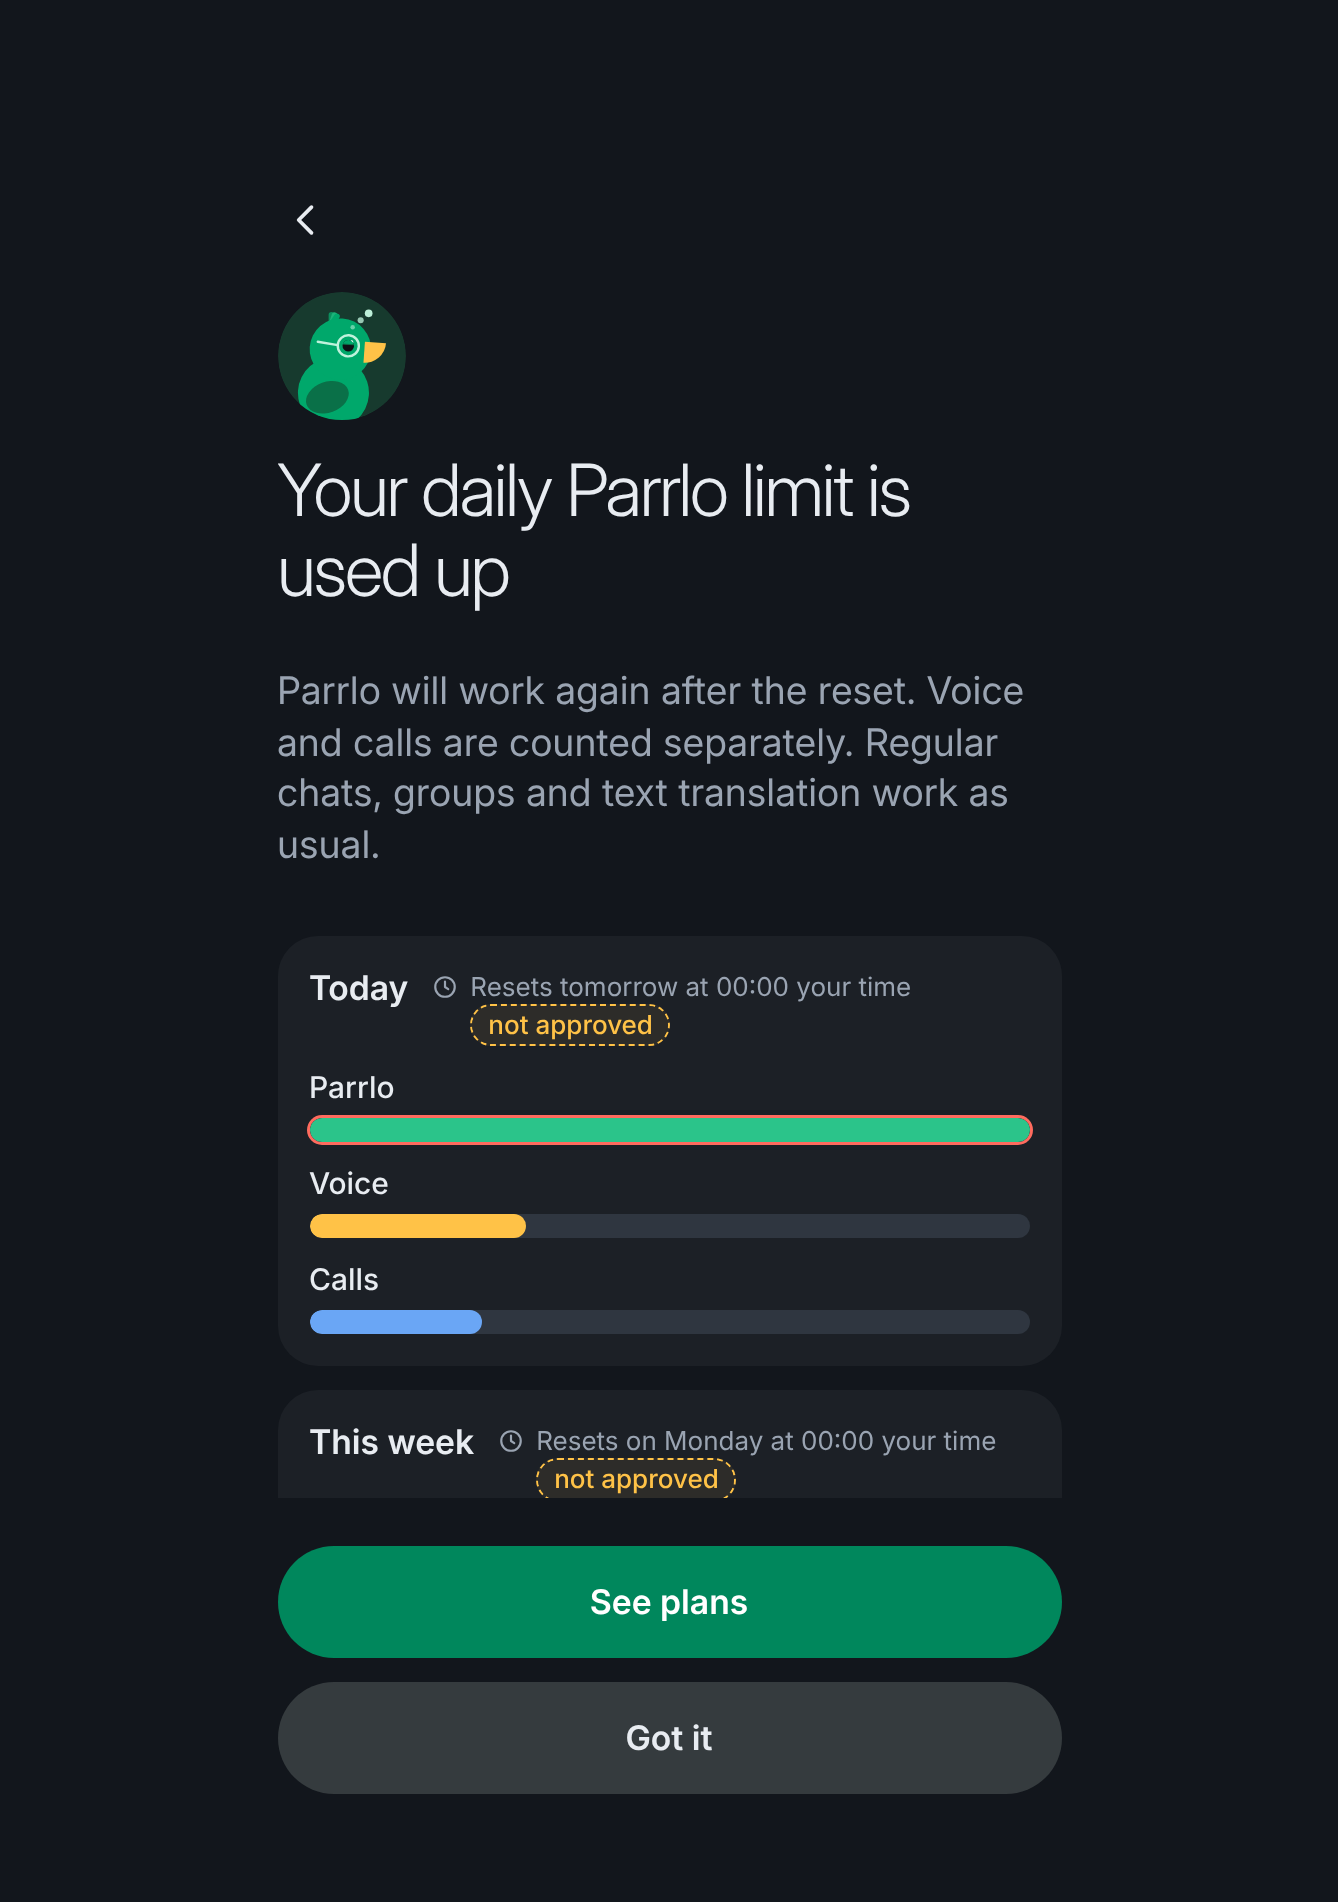 Your daily Parrlo limit is
used up
Parrlo will work again after the reset. Voice
and calls are counted separately. Regular
chats, groups and text translation work as
usual.
Today Resets tomorrow at 00:00 your time
not approved
Parrlo
Voice
Calls
This week Resets on Monday at 00:00 your time
not approved
See plans
Got it